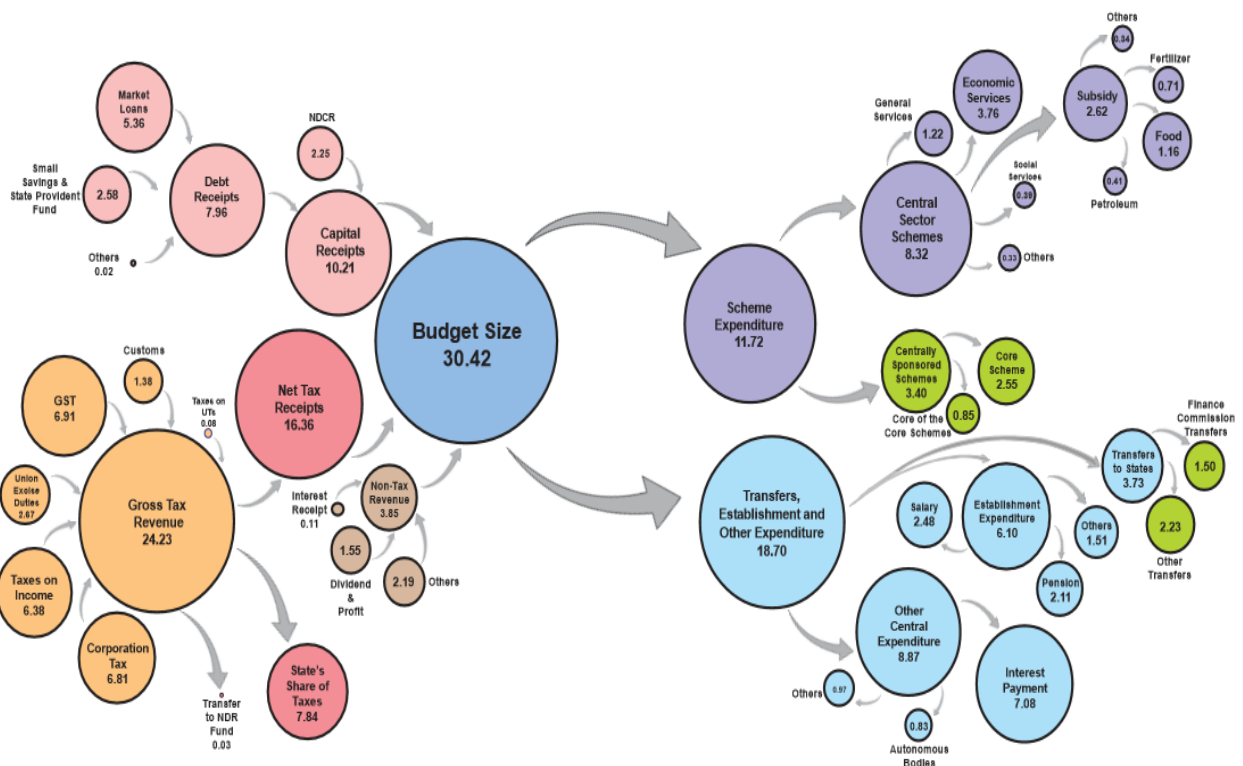 Market
Loans
5.36
Small
Savings &
State Provident
Fund
2.58
Others
0.02
Debt
Receipts
7.96
NDCR
2.25
Capital
Receipts
10.21
Budget Size
30.42
Customs
1.38
GST
6.91
Taxes on
UTs
0.08
Union
Excise
Duties
2.67
Taxes on
Income
6.38
Corporation
Tax
6.81
Gross Tax
Revenue
24.23
Net Tax
Receipts
16.36
Transfer
to NDR
Fund
0.03
State's
Share of
Taxes
7.84
Interest
Receipt
0.11
Non-Tax
Revenue
3.85
1.55
Dividend
&
Profit
2.19
Others
Scheme
Expenditure
11.72
General
Services
1.22
Economic
Services
3.76
Central
Sector
Schemes
8.32
Social
Services
0.39
0.33
Others
Subsidy
2.62
Others
0.34
Fertilizer
0.71
Food
1.16
0.41
Petroleum
Centrally
Sponsored
Schemes
3.40
Core
Scheme
2.55
0.85
Core of the
Core Schemes
Transfers,
Establishment and
Other Expenditure
18.70
Finance
Commission
Transfers
1.50
Transfers
to States
3.73
2.23
Other
Transfers
Salary
2.48
Establishment
Expenditure
6.10
Others
1.51
Pension
2.11
Other
Central
Expenditure
8.87
Others
0.97
0.83
Autonomous
Bodies
Interest
Payment
7.08